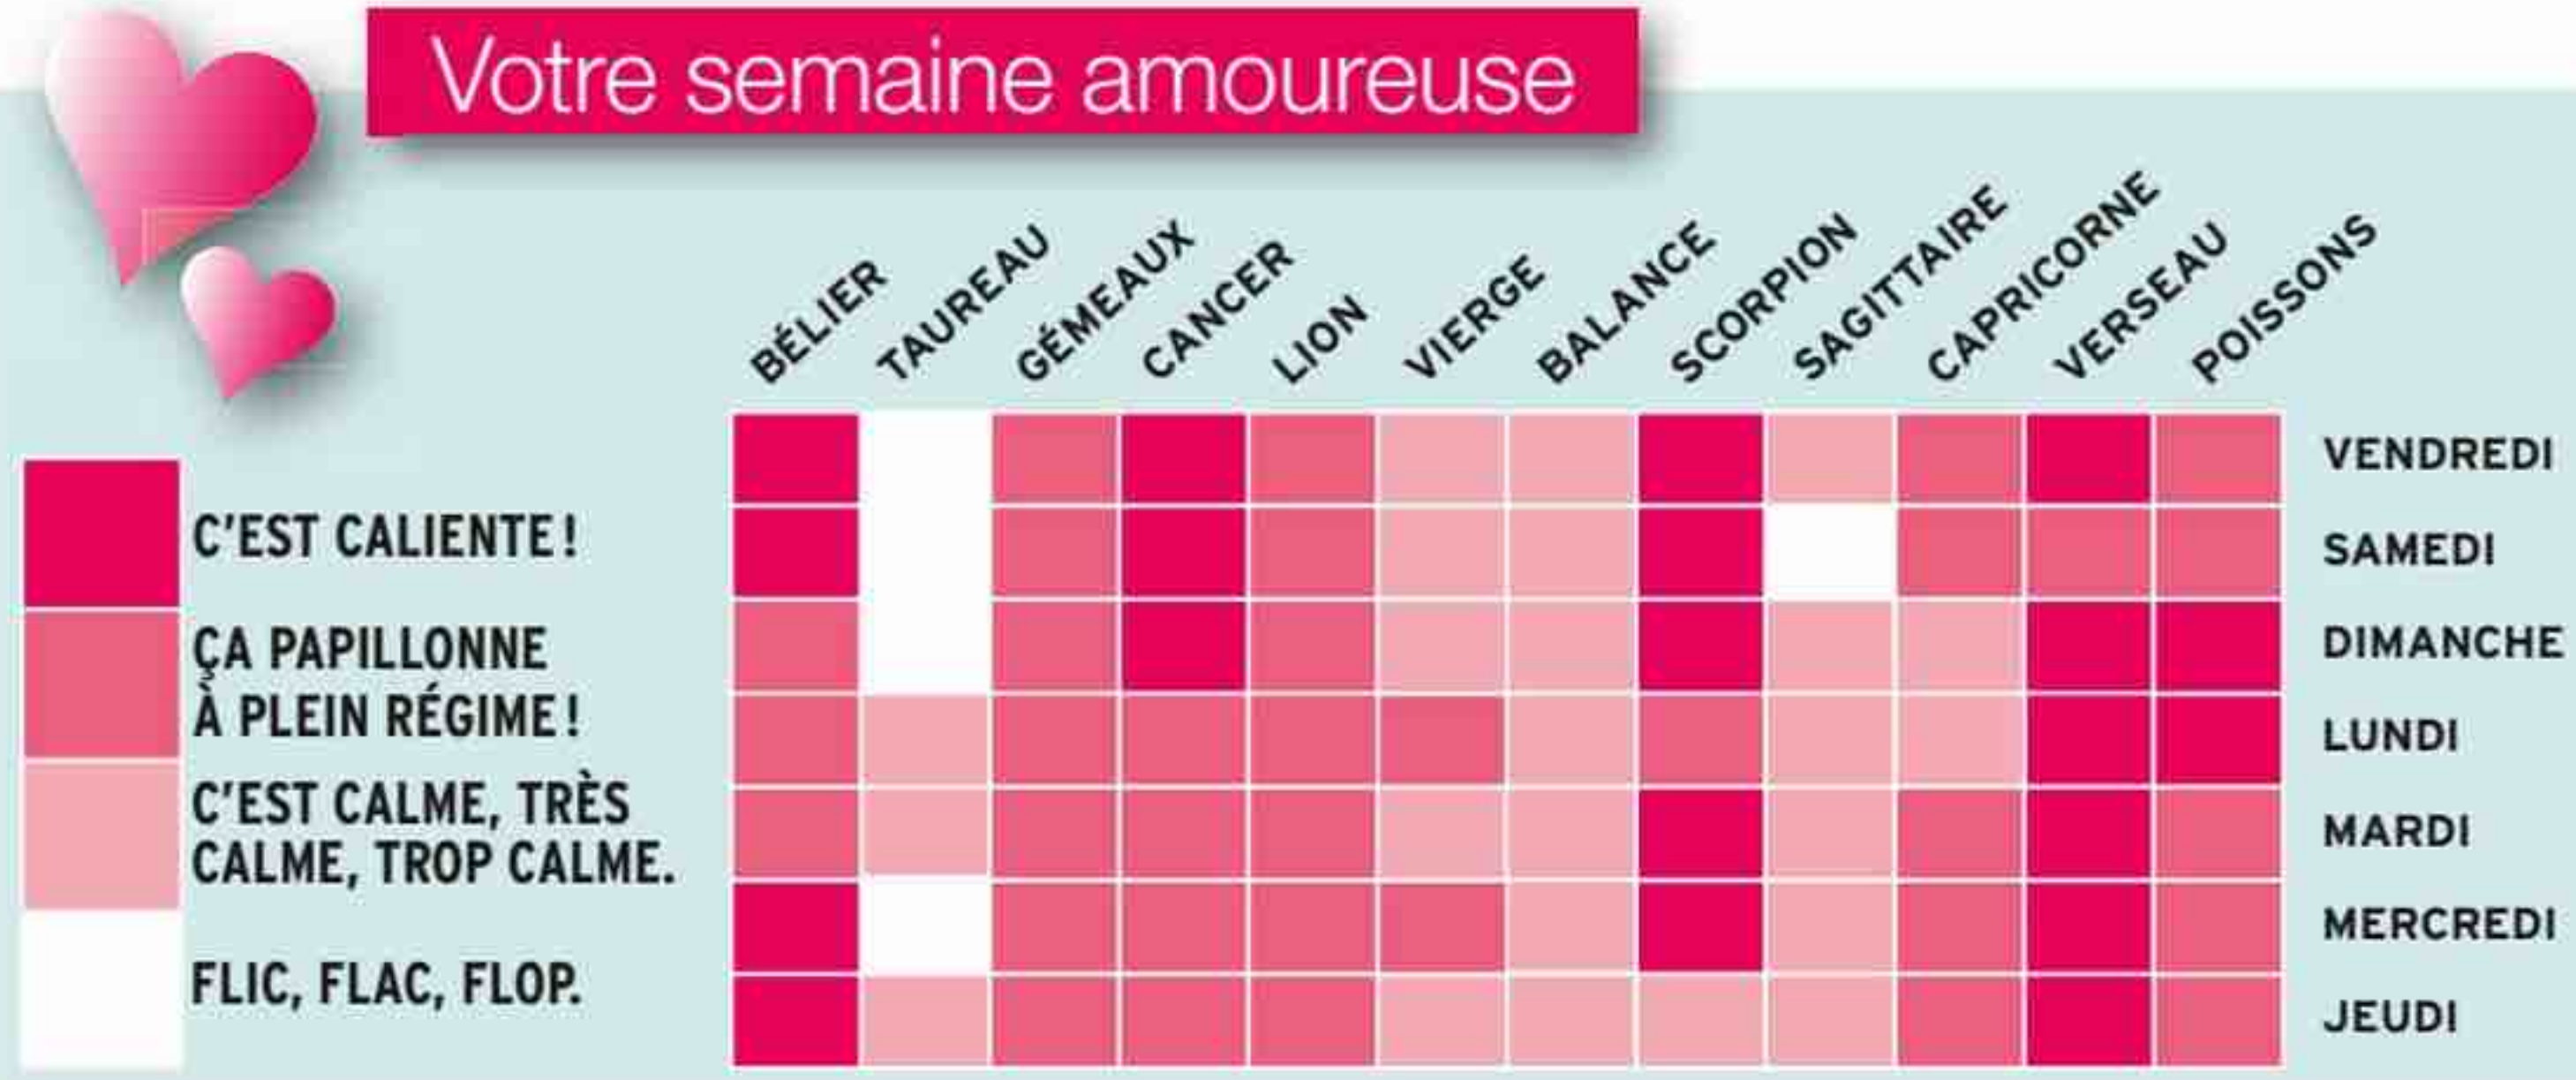 Votre semaine amoureuse
BÉLIER
TAUREAU
GÉMEAUX
CANCER
LION
VIERGE
BALANCE
SCORPION
SAGITTAIRE
CAPRICORNE
VERSEAU
POISSONS
C'EST CALIENTE !
ÇA PAPILLONNE
À PLEIN RÉGIME !
C'EST CALME, TRÈS
CALME, TROP CALME.
FLIC, FLAC, FLOP.
VENDREDI
SAMEDI
DIMANCHE
LUNDI
MARDI
MERCREDI
JEUDI